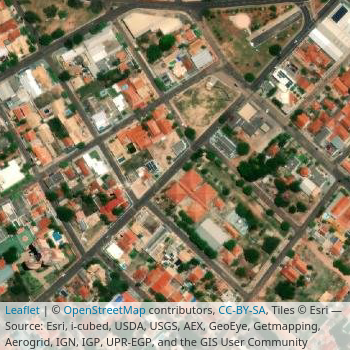 Leaflet | © OpenStreetMap contributors, CC-BY-SA, Tiles © Esri —
Source: Esri, i-cubed, USDA, USGS, AEX, GeoEye, Getmapping,
Aerogrid, IGN, IGP, UPR-EGP, and the GIS User Community